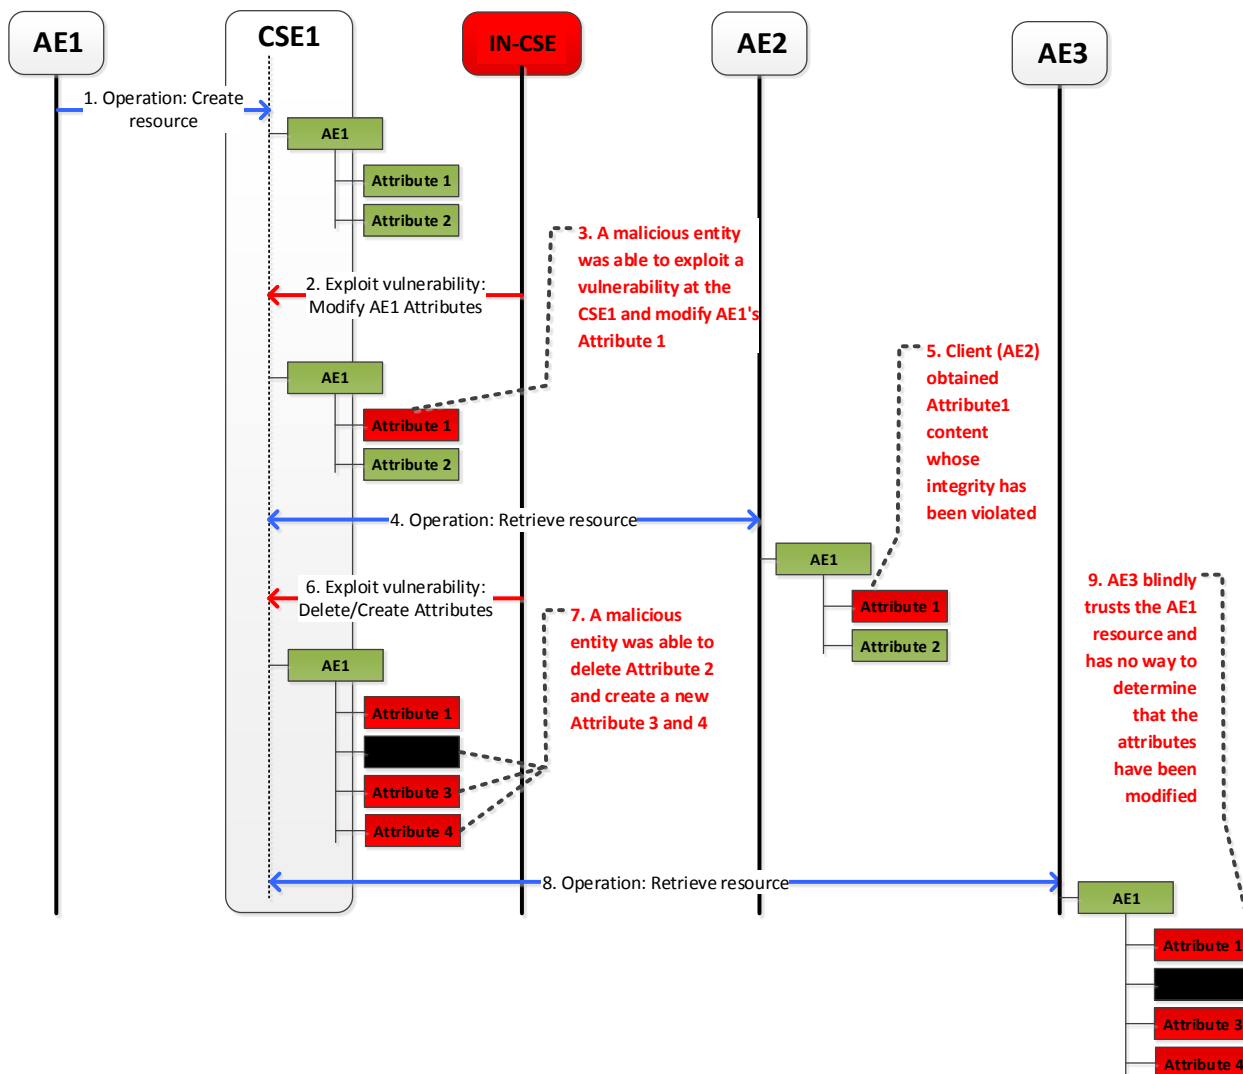 AE1
CSE1
IN-CSE
AE2
AE3
1. Operation: Create
resource
AE1
Attribute 1
Attribute 2
2. Exploit vulnerability:
Modify AE1 Attributes
3. A malicious entity
was able to exploit a
vulnerability at the
CSE1 and modify AE1's
Attribute 1
AE1
Attribute 1
Attribute 2
4. Operation: Retrieve resource
5. Client (AE2)
obtained
Attribute1
content
whose
integrity has
been violated
AE1
Attribute 1
Attribute 2
6. Exploit vulnerability:
Delete/Create Attributes
7. A malicious
entity was able to
delete Attribute 2
and create a new
Attribute 3 and 4
AE1
Attribute 1
Attribute 3
Attribute 4
8. Operation: Retrieve resource
9. AE3 blindly
trusts the AE1
resource and
has no way to
determine
that the
attributes
have been
modified
AE1
Attribute 1
Attribute 3
Attribute 4